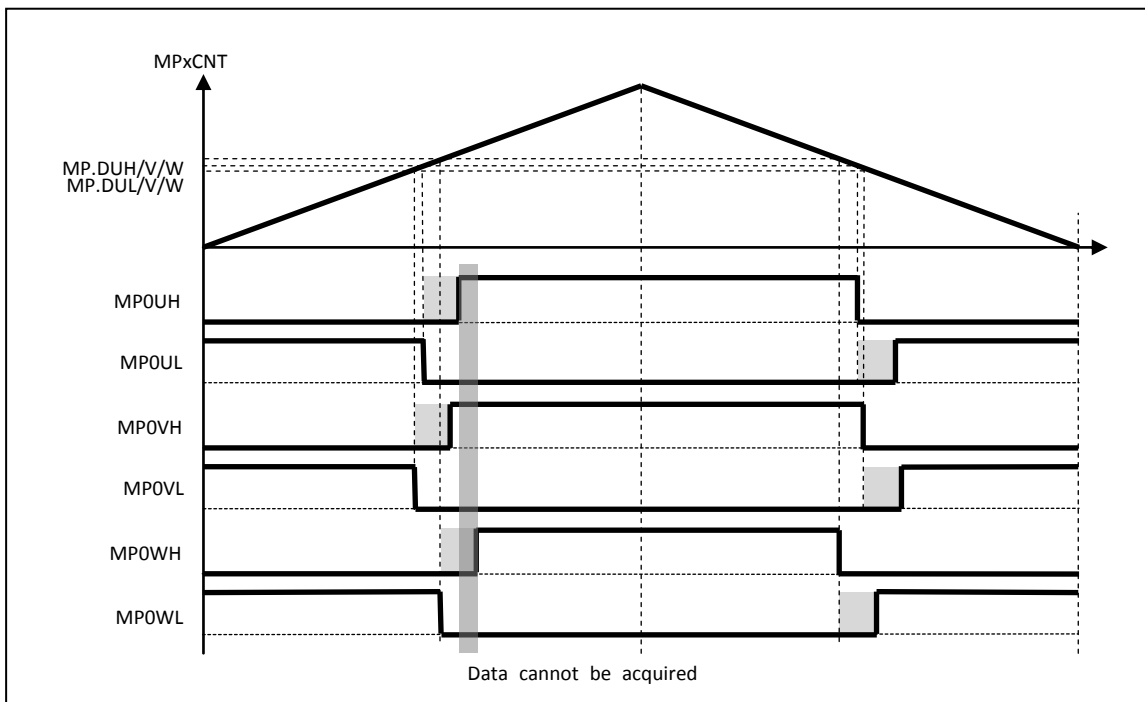 MPxCNT
MP.DUH/V/W
MP.DUL/V/W
MP0UH
MP0UL
MP0VH
MP0VL
MP0WH
MP0WL
Data cannot be acquired